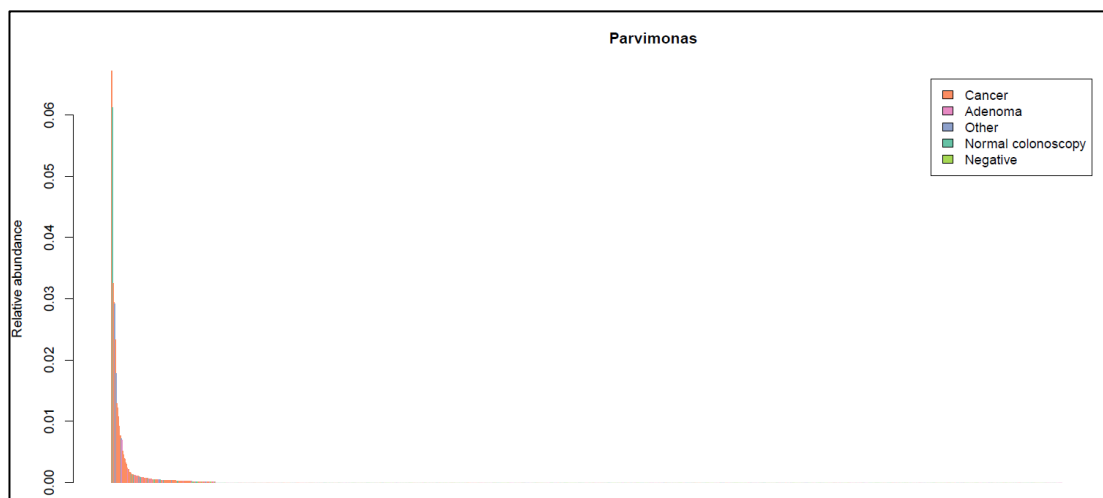 Parvimonas
Cancer
Adenoma
Other
Normal colonoscopy
Negative
Relative abundance
0.06
0.05
0.04
0.03
0.02
0.01
0.00